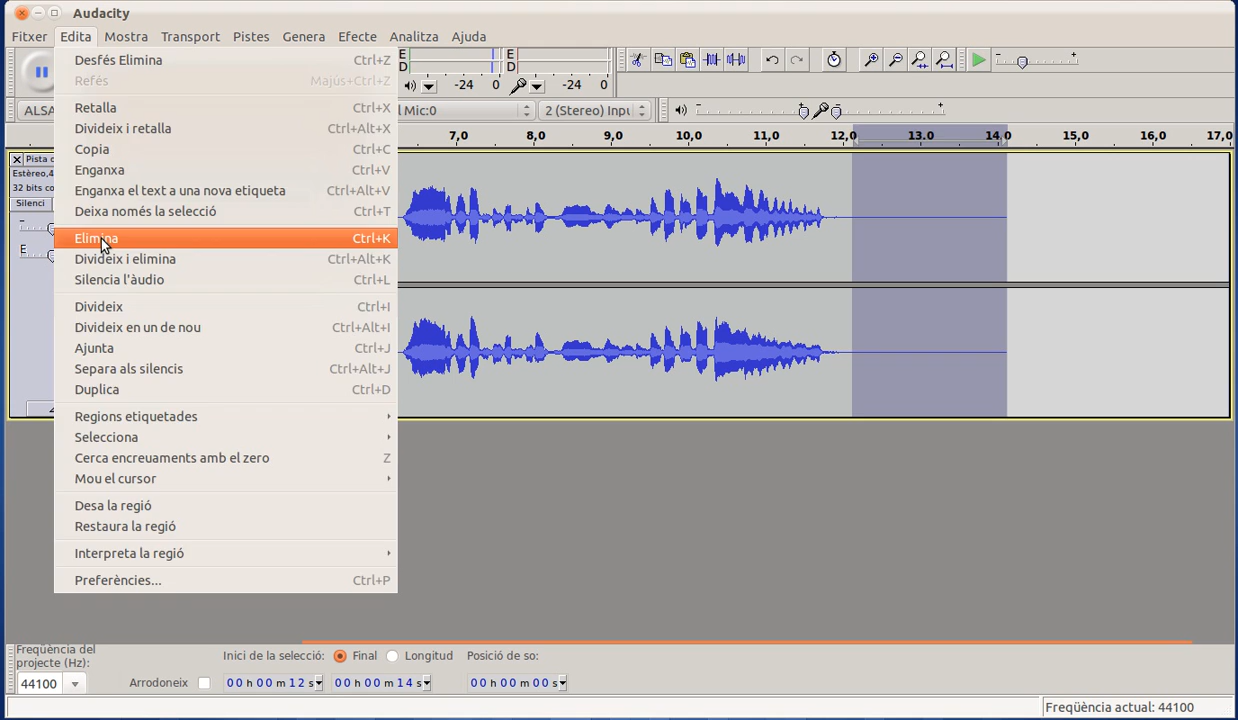 Audacity
Fitxer Edita Mostra Transport Pistes Genera Efecte Analitza Ajuda
Desfés Elimina Ctrl+Z
Refés Majús+Ctrl+Z
Retalla Ctrl+X
Divideix i retalla Ctrl+Alt+X
Copia Ctrl+C
Enganxa Ctrl+V
Enganxa el text a una nova etiqueta Ctrl+Alt+V
Deixa només la selecció Ctrl+T
Elimina Ctrl+K
Divideix i elimina Ctrl+Alt+K
Silencia l'àudio Ctrl+L
Divideix Ctrl+I
Divideix en un de nou Ctrl+Alt+I
Ajunta Ctrl+J
Separa als silencis Ctrl+Alt+J
Duplica Ctrl+D
Regions etiquetades
Selecciona
Cerca encreuaments amb el zero Z
Mou el cursor
Desa la regió
Restaura la regió
Interpreta la regió
Preferències... Ctrl+P
E E
D D
-24 0 -24 0
ALSA l Mic:0 2 (Stereo) Inpu
7,0 8,0 9,0 10,0 11,0 12,0 13,0 14,0 15,0 16,0 17,0
Pista d
Estèreo,4
32 bits co
Silenci
E
Freqüència del
projecte (Hz):
44100
Inici de la selecció: Final Longitud Posició de so:
Arrodoneix 00 h 00 m 12 s 00 h 00 m 14 s 00 h 00 m 00 s
Freqüència actual: 44100